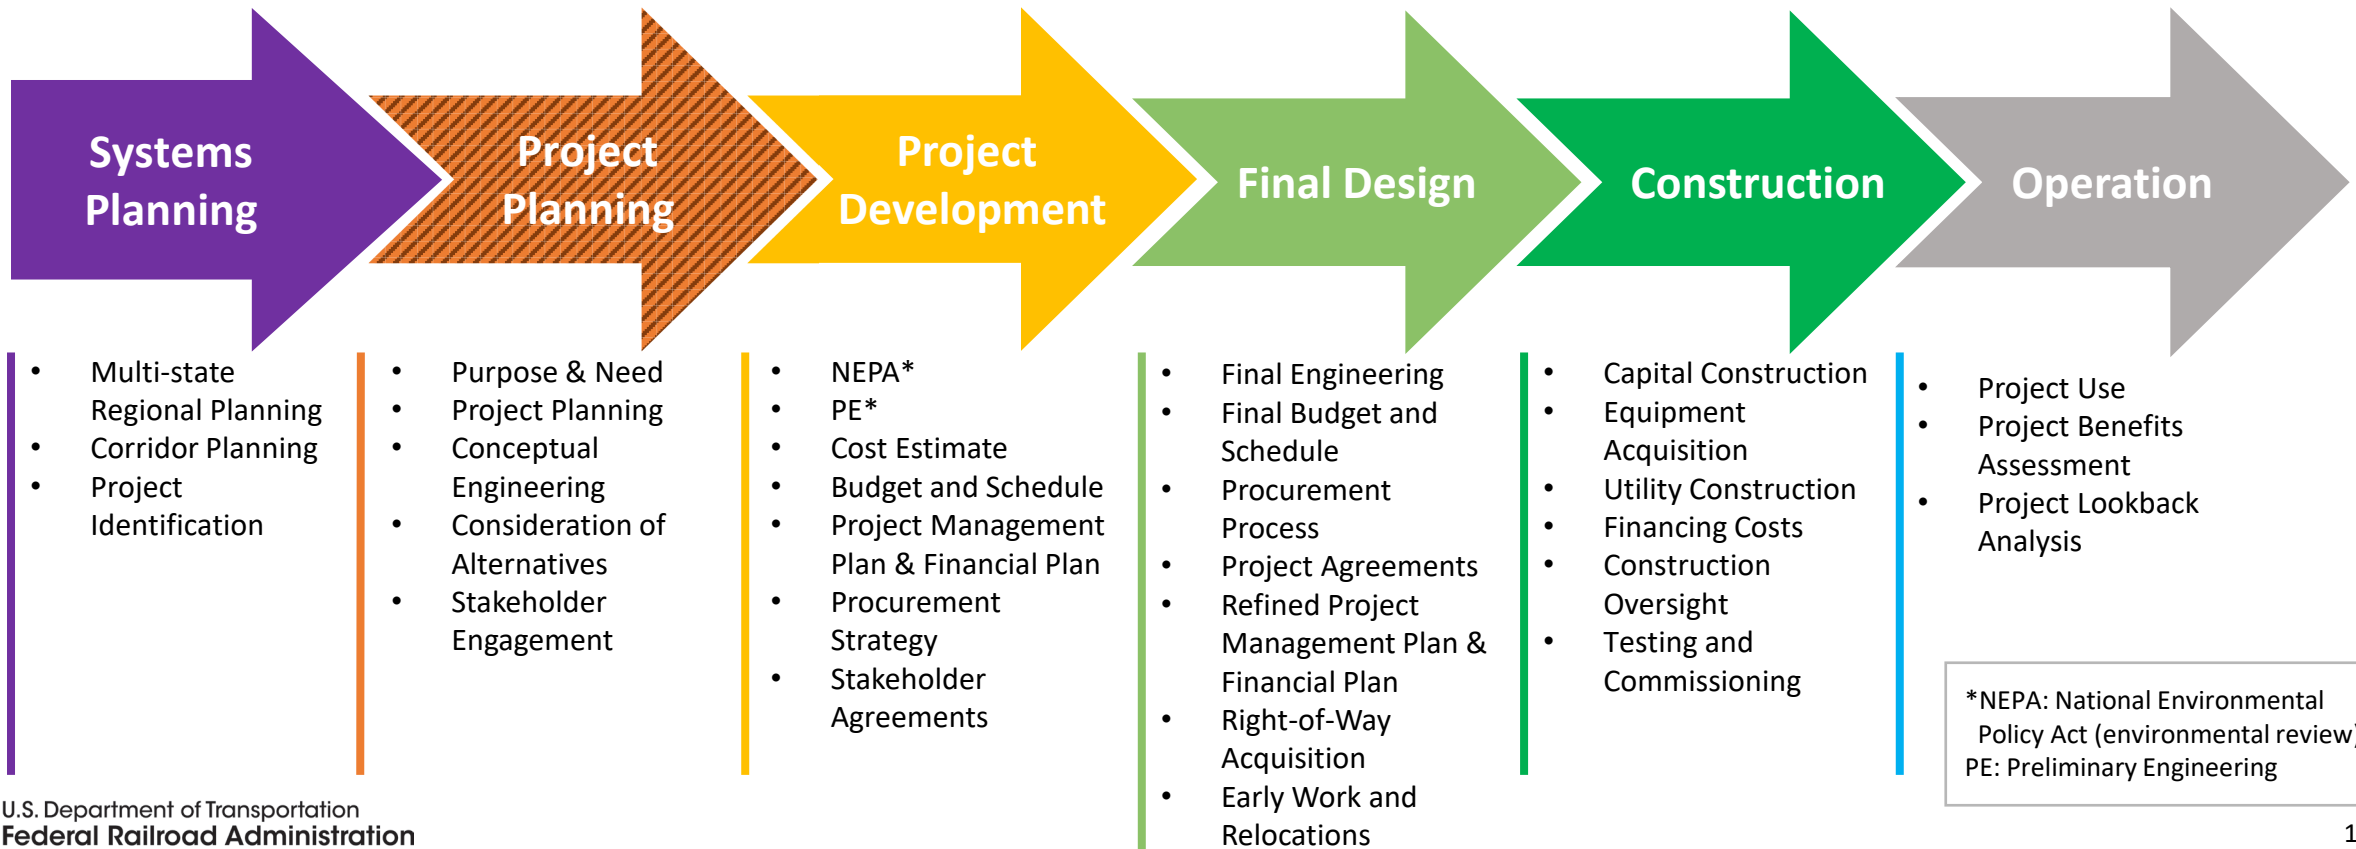 Systems
Planning
Project
Planning
Project
Development
Final Design
Construction
Operation
• Multi-state
Regional Planning
• Corridor Planning
• Project
Identification
• Purpose & Need
• Project Planning
• Conceptual
Engineering
• Consideration of
Alternatives
• Stakeholder
Engagement
• NEPA*
• PE*
• Cost Estimate
• Budget and Schedule
• Project Management
Plan & Financial Plan
• Procurement
Strategy
• Stakeholder
Agreements
• Final Engineering
• Final Budget and
Schedule
• Procurement
Process
• Project Agreements
• Refined Project
Management Plan &
Financial Plan
• Right-of-Way
Acquisition
• Early Work and
Relocations
• Capital Construction
• Equipment
Acquisition
• Utility Construction
• Financing Costs
• Construction
Oversight
• Testing and
Commissioning
• Project Use
• Project Benefits
Assessment
• Project Lookback
Analysis
*NEPA: National Environmental
Policy Act (environmental review)
PE: Preliminary Engineering
U.S. Department of Transportation
Federal Railroad Administration
1